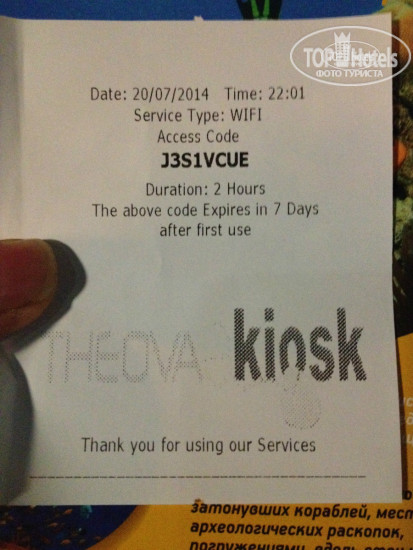 TOP Hotels
ФОТО ТУРИСТА
Date: 20/07/2014 Time: 22:01
Service Type: WIFI
Access Code
J3S1VCUE
Duration: 2 Hours
The above code Expires in 7 Days
after first use
THEOVA kiosk
Thank you for using our Services
затонувших кораблей, мест
археологических раскопок,